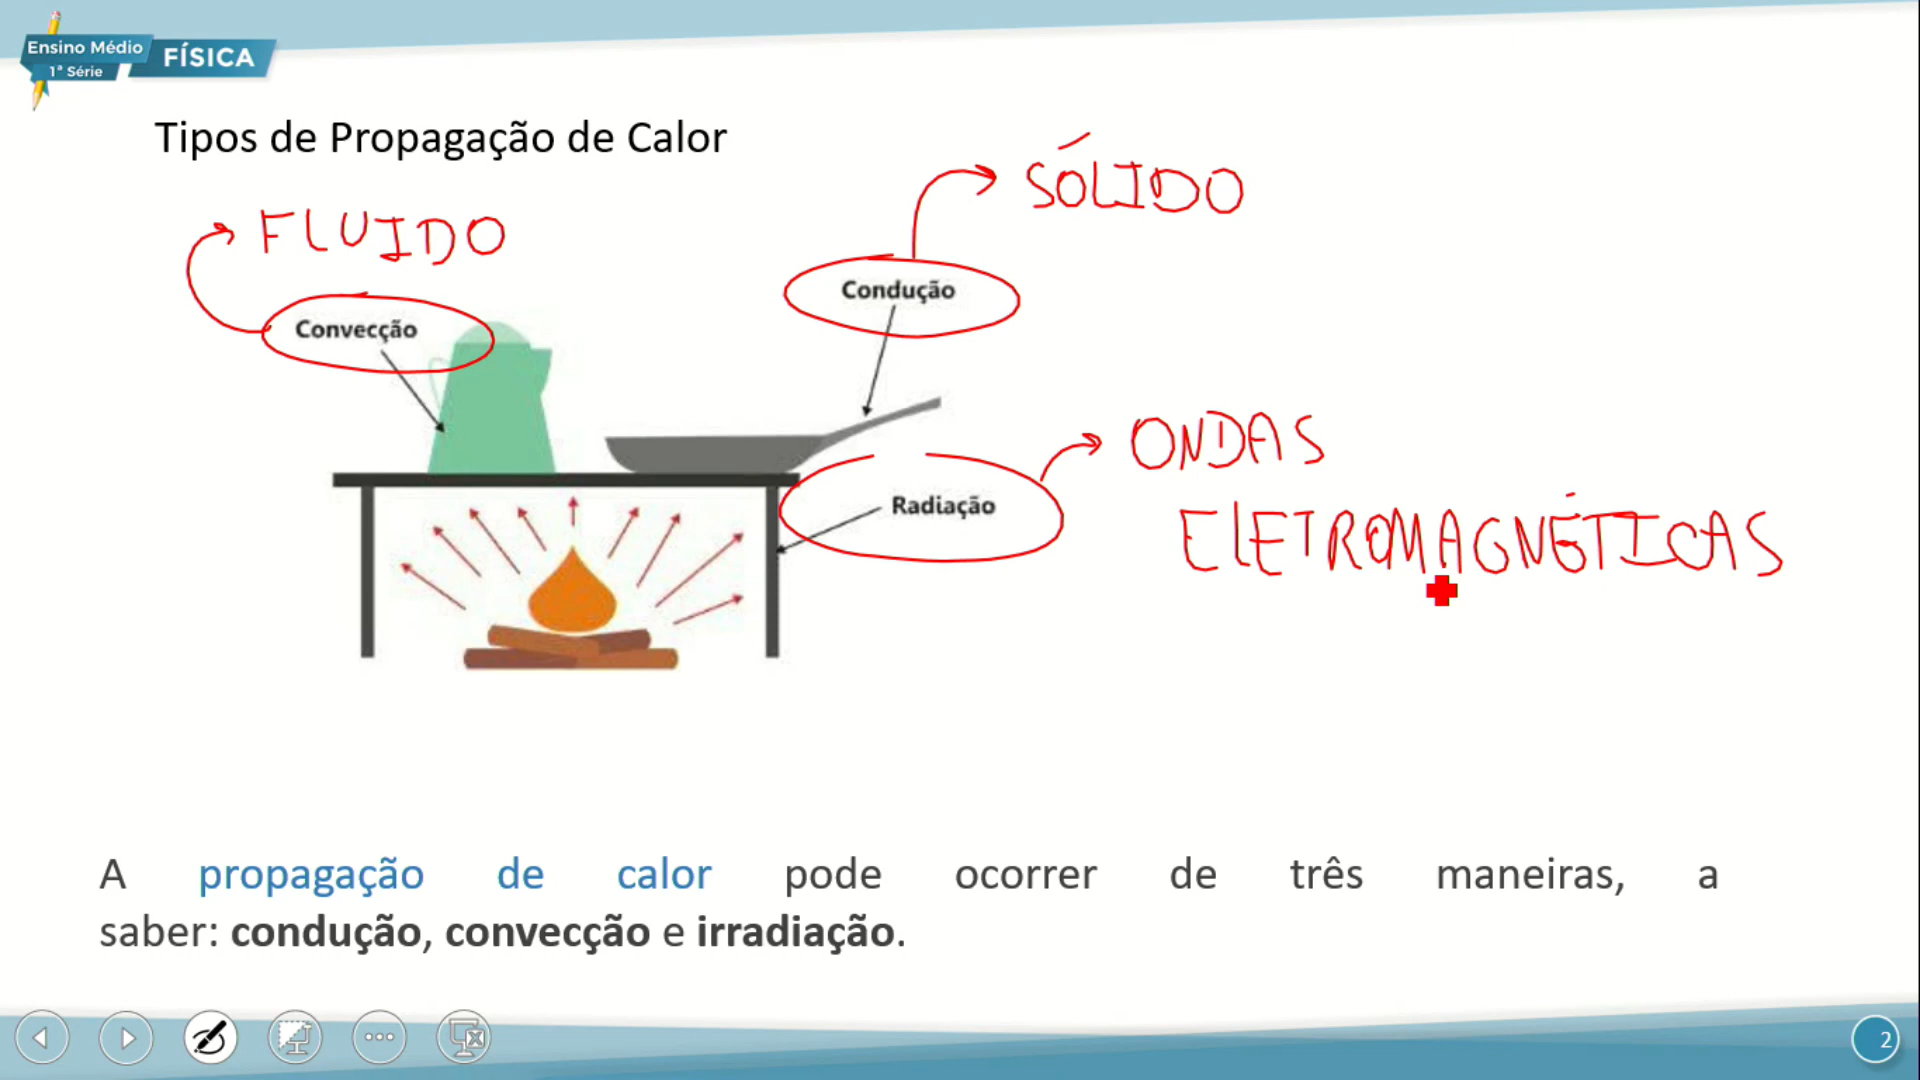 Ensino Médio
1ª Série
FÍSICA
Tipos de Propagação de Calor
SÓLIDO
FLUIDO
Condução
Convecção
ONDAS
Radiação
ELETROMAGNÉTICAS
A propagação de calor pode ocorrer de três maneiras, a
saber: condução, convecção e irradiação.
2